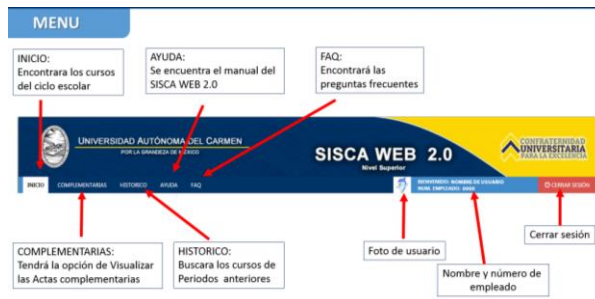 MENU
INICIO:
Encontrara los cursos
del ciclo escolar
AYUDA:
Se encuentra el manual del
SISCA WEB 2.0
FAQ:
Encontrará las
preguntas frecuentes
UNIVERSIDAD AUTÓNOMA DEL CARMEN
POR LA GRANDEZA DE MÉXICO
SISCA WEB 2.0
Nivel Superior
CONFRATERNIDAD
UNIVERSITARIA
PARA LA EXCELENCIA
INICIO COMPLEMENTARIAS HISTORICO AYUDA FAQ
BIENVENIDO: NOMBRE DE USUARIO
NUM. EMPLEADO: 0000
CERRAR SESIÓN
COMPLEMENTARIAS:
Tendrá la opción de Visualizar
las Actas complementarias
HISTORICO:
Buscara los cursos de
Periodos anteriores
Foto de usuario
Nombre y número de
empleado
Cerrar sesión